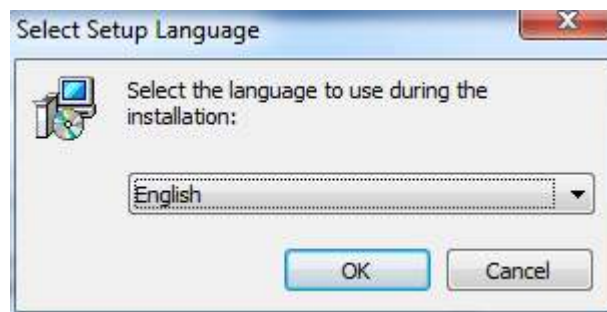 Select Setup Language
Select the language to use during the
installation:
English
OK
Cancel